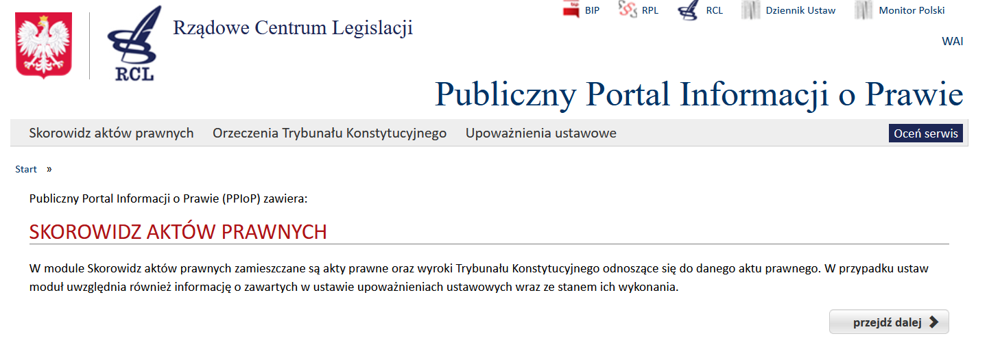 BIP RPL RCL Dziennik Ustaw Monitor Polski
Rządowe Centrum Legislacji
WAI
RCL
Publiczny Portal Informacji o Prawie
Skorowidz aktów prawnych Orzeczenia Trybunału Konstytucyjnego Upoważnienia ustawowe Oceń serwis
Start »
Publiczny Portal Informacji o Prawie (PPIoP) zawiera:
SKOROWIDZ AKTÓW PRAWNYCH
W module Skorowidz aktów prawnych zamieszczane są akty prawne oraz wyroki Trybunału Konstytucyjnego odnoszące się do danego aktu prawnego. W przypadku ustaw
moduł uwzględnia również informację o zawartych w ustawie upoważnieniach ustawowych wraz ze stanem ich wykonania.
przejdź dalej